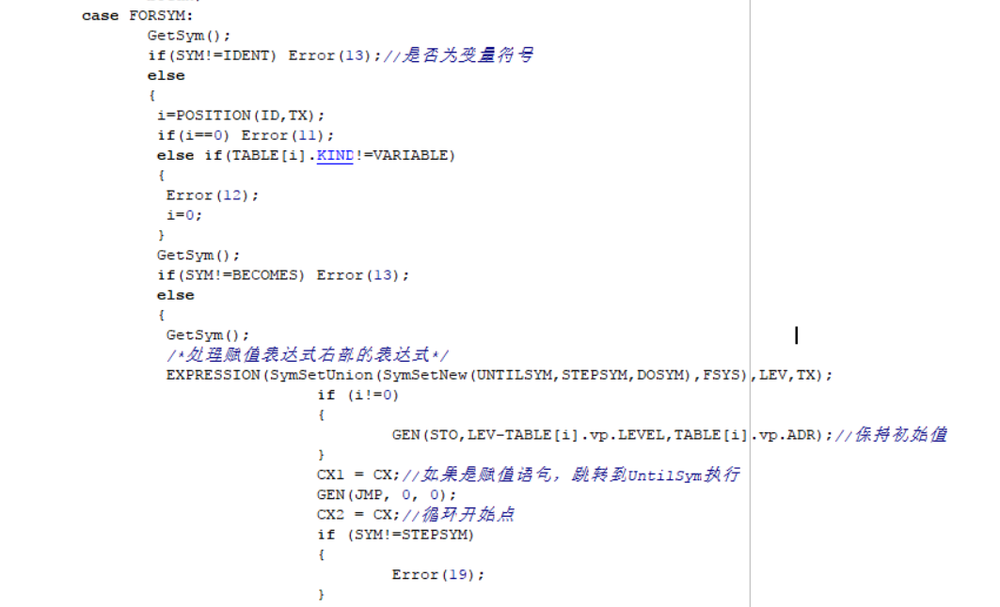 case FORSYM:
GetSym();
if(SYM!=IDENT) Error(13);//是否为变量符号
else
{
i=POSITION(ID,TX);
if(i==0) Error(11);
else if(TABLE[i].KIND!=VARIABLE)
{
Error(12);
i=0;
}
GetSym();
if(SYM!=BECOMES) Error(13);
else
{
GetSym();
/*处理赋值表达式右部的表达式*/
EXPRESSION(SymSetUnion(SymSetNew(UNTILSYM,STEPSYM,DOSYM),FSYS),LEV,TX);
if (i!=0)
{
GEN(STO,LEV-TABLE[i].vp.LEVEL,TABLE[i].vp.ADR);//保持初始值
}
CX1 = CX;//如果是赋值语句，跳转到UntilSym执行
GEN(JMP, 0, 0);
CX2 = CX;//循环开始点
if (SYM!=STEPSYM)
{
Error(19);
}